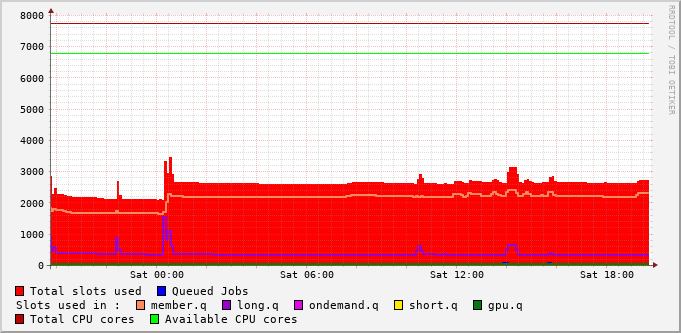 8000
7000
6000
5000
4000
3000
2000
1000
0
Sat 00:00 Sat 06:00 Sat 12:00 Sat 18:00
RRDTOOL / TOBI OETIKER
Total slots used Queued Jobs
Slots used in : member.q long.q ondemand.q short.q gpu.q
Total CPU cores Available CPU cores